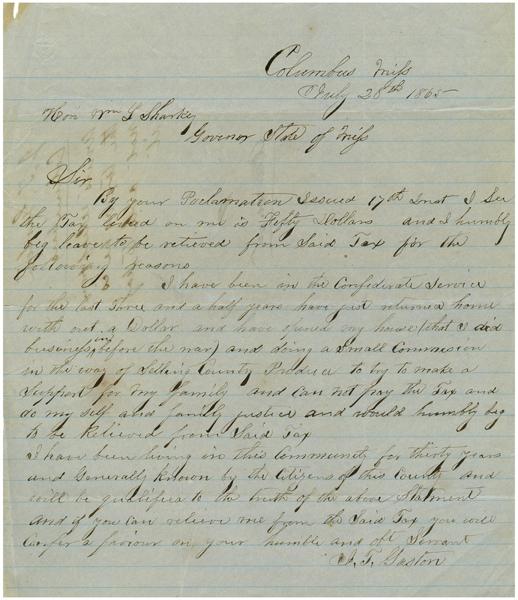 Columbus Miss
July 28th 1865
Hon Wm L Sharkey
Govenor State of Miss
Sir
By your Proclamation Issued 17th Inst I See
the Tax levied on me is Fifty Dollars and I humbly
beg leave to be relieved from Said Tax for the
following reasons
I have been in the Confederate Service
for the last Three and a half years have just returned home
with out a Dollar and have opened my house (that I did
business in before the war) and doing a Small Commission
in the way of Selling County Produce to try to make a
Support for my family and can not pay the Tax and
do my self and family justice and would humbly beg
to be Relieved from Said Tax
I have been living in this Community for thirty years
and Generally Known by the Citizens of this County and
will be qualified to the truth of the above Statment
and if you can relieve me from the Said Tax you will
Confer a faviour on your humble and obt Servant
J. T. Gaston